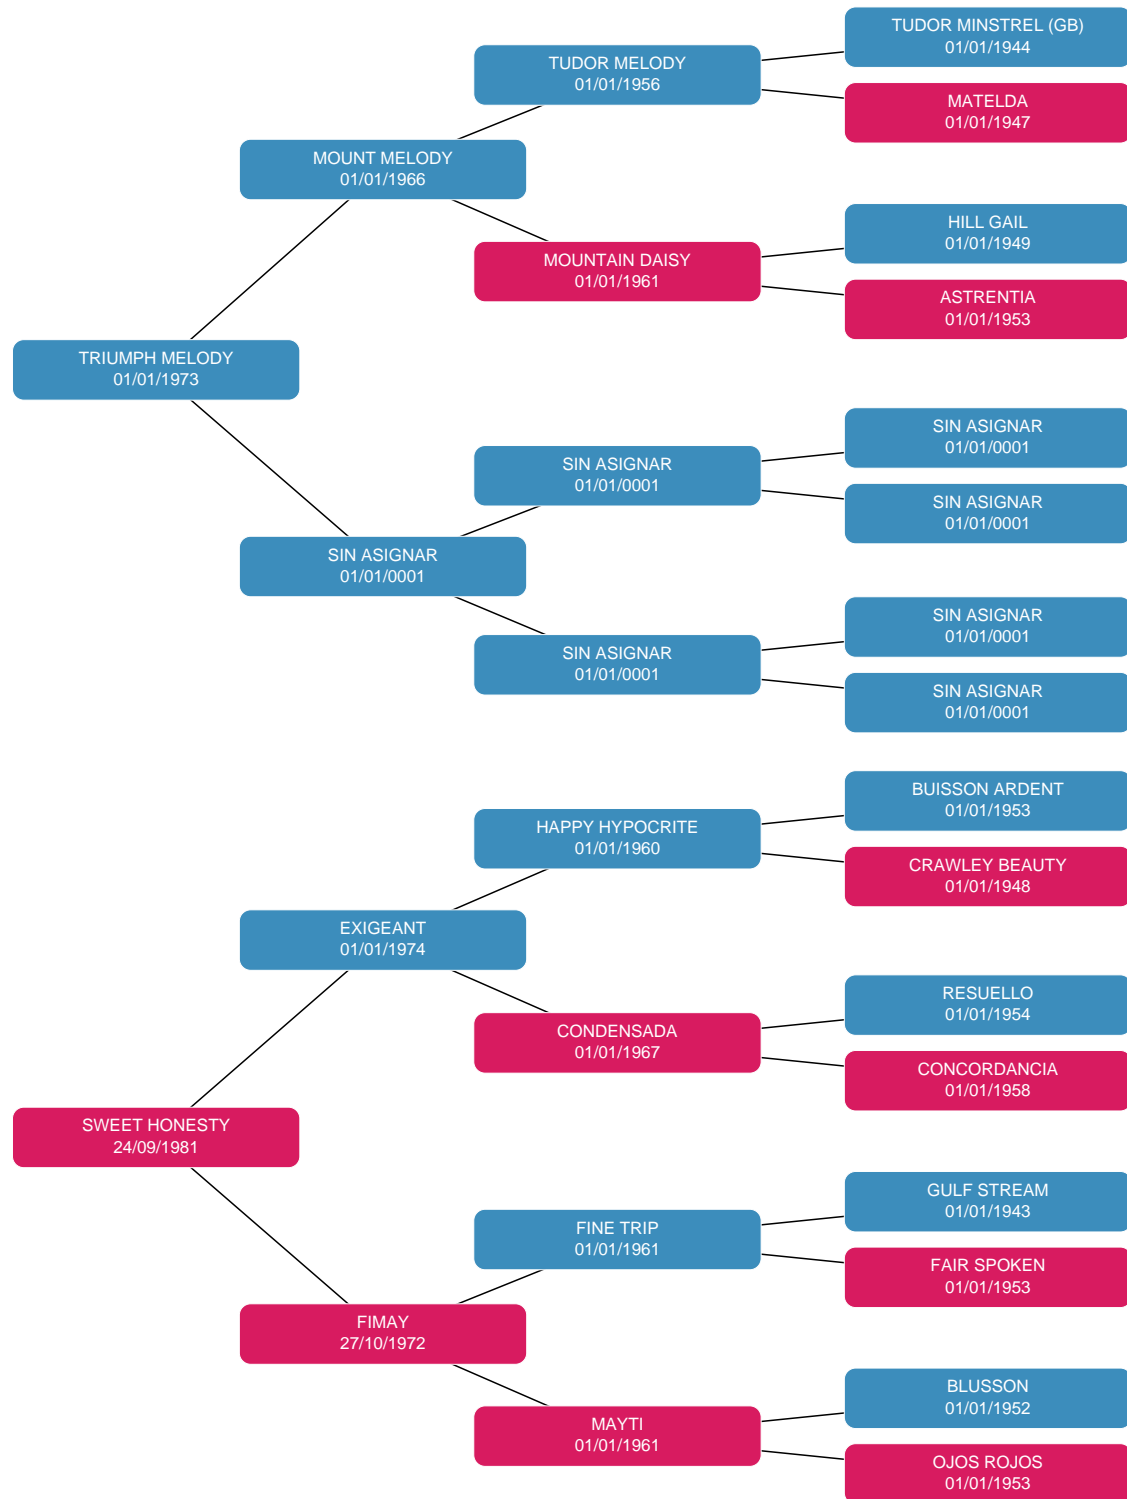 TUDOR MINSTREL (GB)
01/01/1944
TUDOR MELODY
01/01/1956
MATELDA
01/01/1947
MOUNT MELODY
01/01/1966
HILL GAIL
01/01/1949
MOUNTAIN DAISY
01/01/1961
ASTRENTIA
01/01/1953
TRIUMPH MELODY
01/01/1973
SIN ASIGNAR
01/01/0001
SIN ASIGNAR
01/01/0001
SIN ASIGNAR
01/01/0001
SIN ASIGNAR
01/01/0001
SIN ASIGNAR
01/01/0001
SIN ASIGNAR
01/01/0001
SIN ASIGNAR
01/01/0001
BUISSON ARDENT
01/01/1953
HAPPY HYPOCRITE
01/01/1960
CRAWLEY BEAUTY
01/01/1948
EXIGEANT
01/01/1974
RESUELLO
01/01/1954
CONDENSADA
01/01/1967
CONCORDANCIA
01/01/1958
SWEET HONESTY
24/09/1981
GULF STREAM
01/01/1943
FINE TRIP
01/01/1961
FAIR SPOKEN
01/01/1953
FIMAY
27/10/1972
BLUSSON
01/01/1952
MAYTI
01/01/1961
OJOS ROJOS
01/01/1953